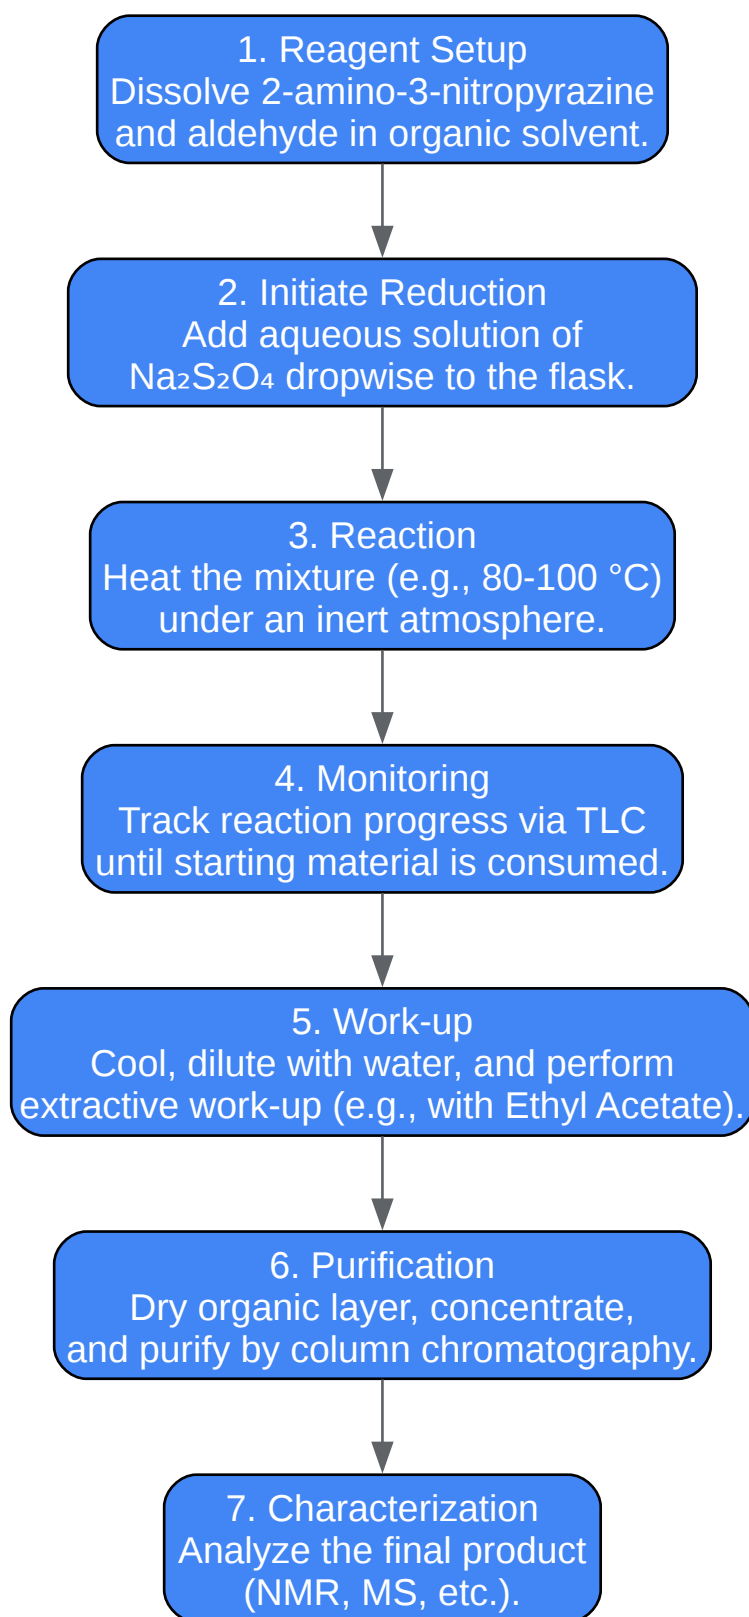 1. Reagent Setup
Dissolve 2-amino-3-nitropyrazine
and aldehyde in organic solvent.
2. Initiate Reduction
Add aqueous solution of
Na₂S₂O₄ dropwise to the flask.
3. Reaction
Heat the mixture (e.g., 80-100 °C)
under an inert atmosphere.
4. Monitoring
Track reaction progress via TLC
until starting material is consumed.
5. Work-up
Cool, dilute with water, and perform
extractive work-up (e.g., with Ethyl Acetate).
6. Purification
Dry organic layer, concentrate,
and purify by column chromatography.
7. Characterization
Analyze the final product
(NMR, MS, etc.).